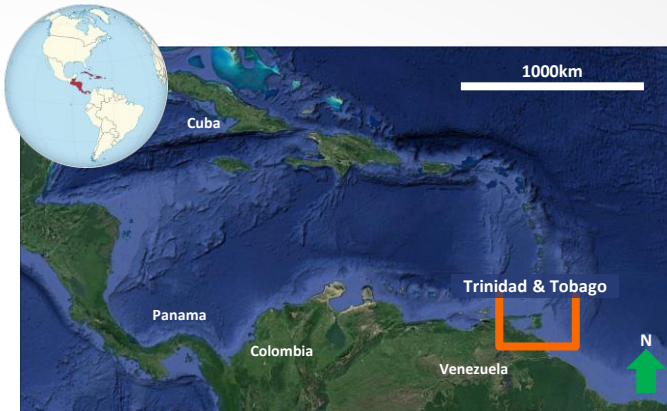 1000km
Cuba
Trinidad & Tobago
Panama
Colombia
Venezuela
N